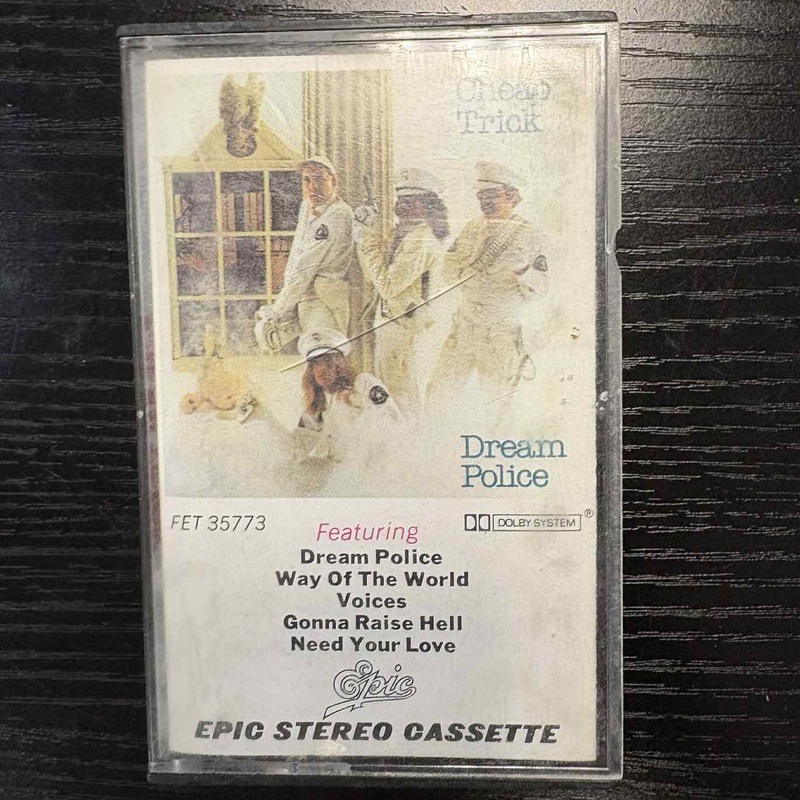 Cheap
Trick
Dream
Police
FET 35773
Featuring
DOLBY SYSTEM ®
Dream Police
Way Of The World
Voices
Gonna Raise Hell
Need Your Love
Epic
EPIC STEREO CASSETTE